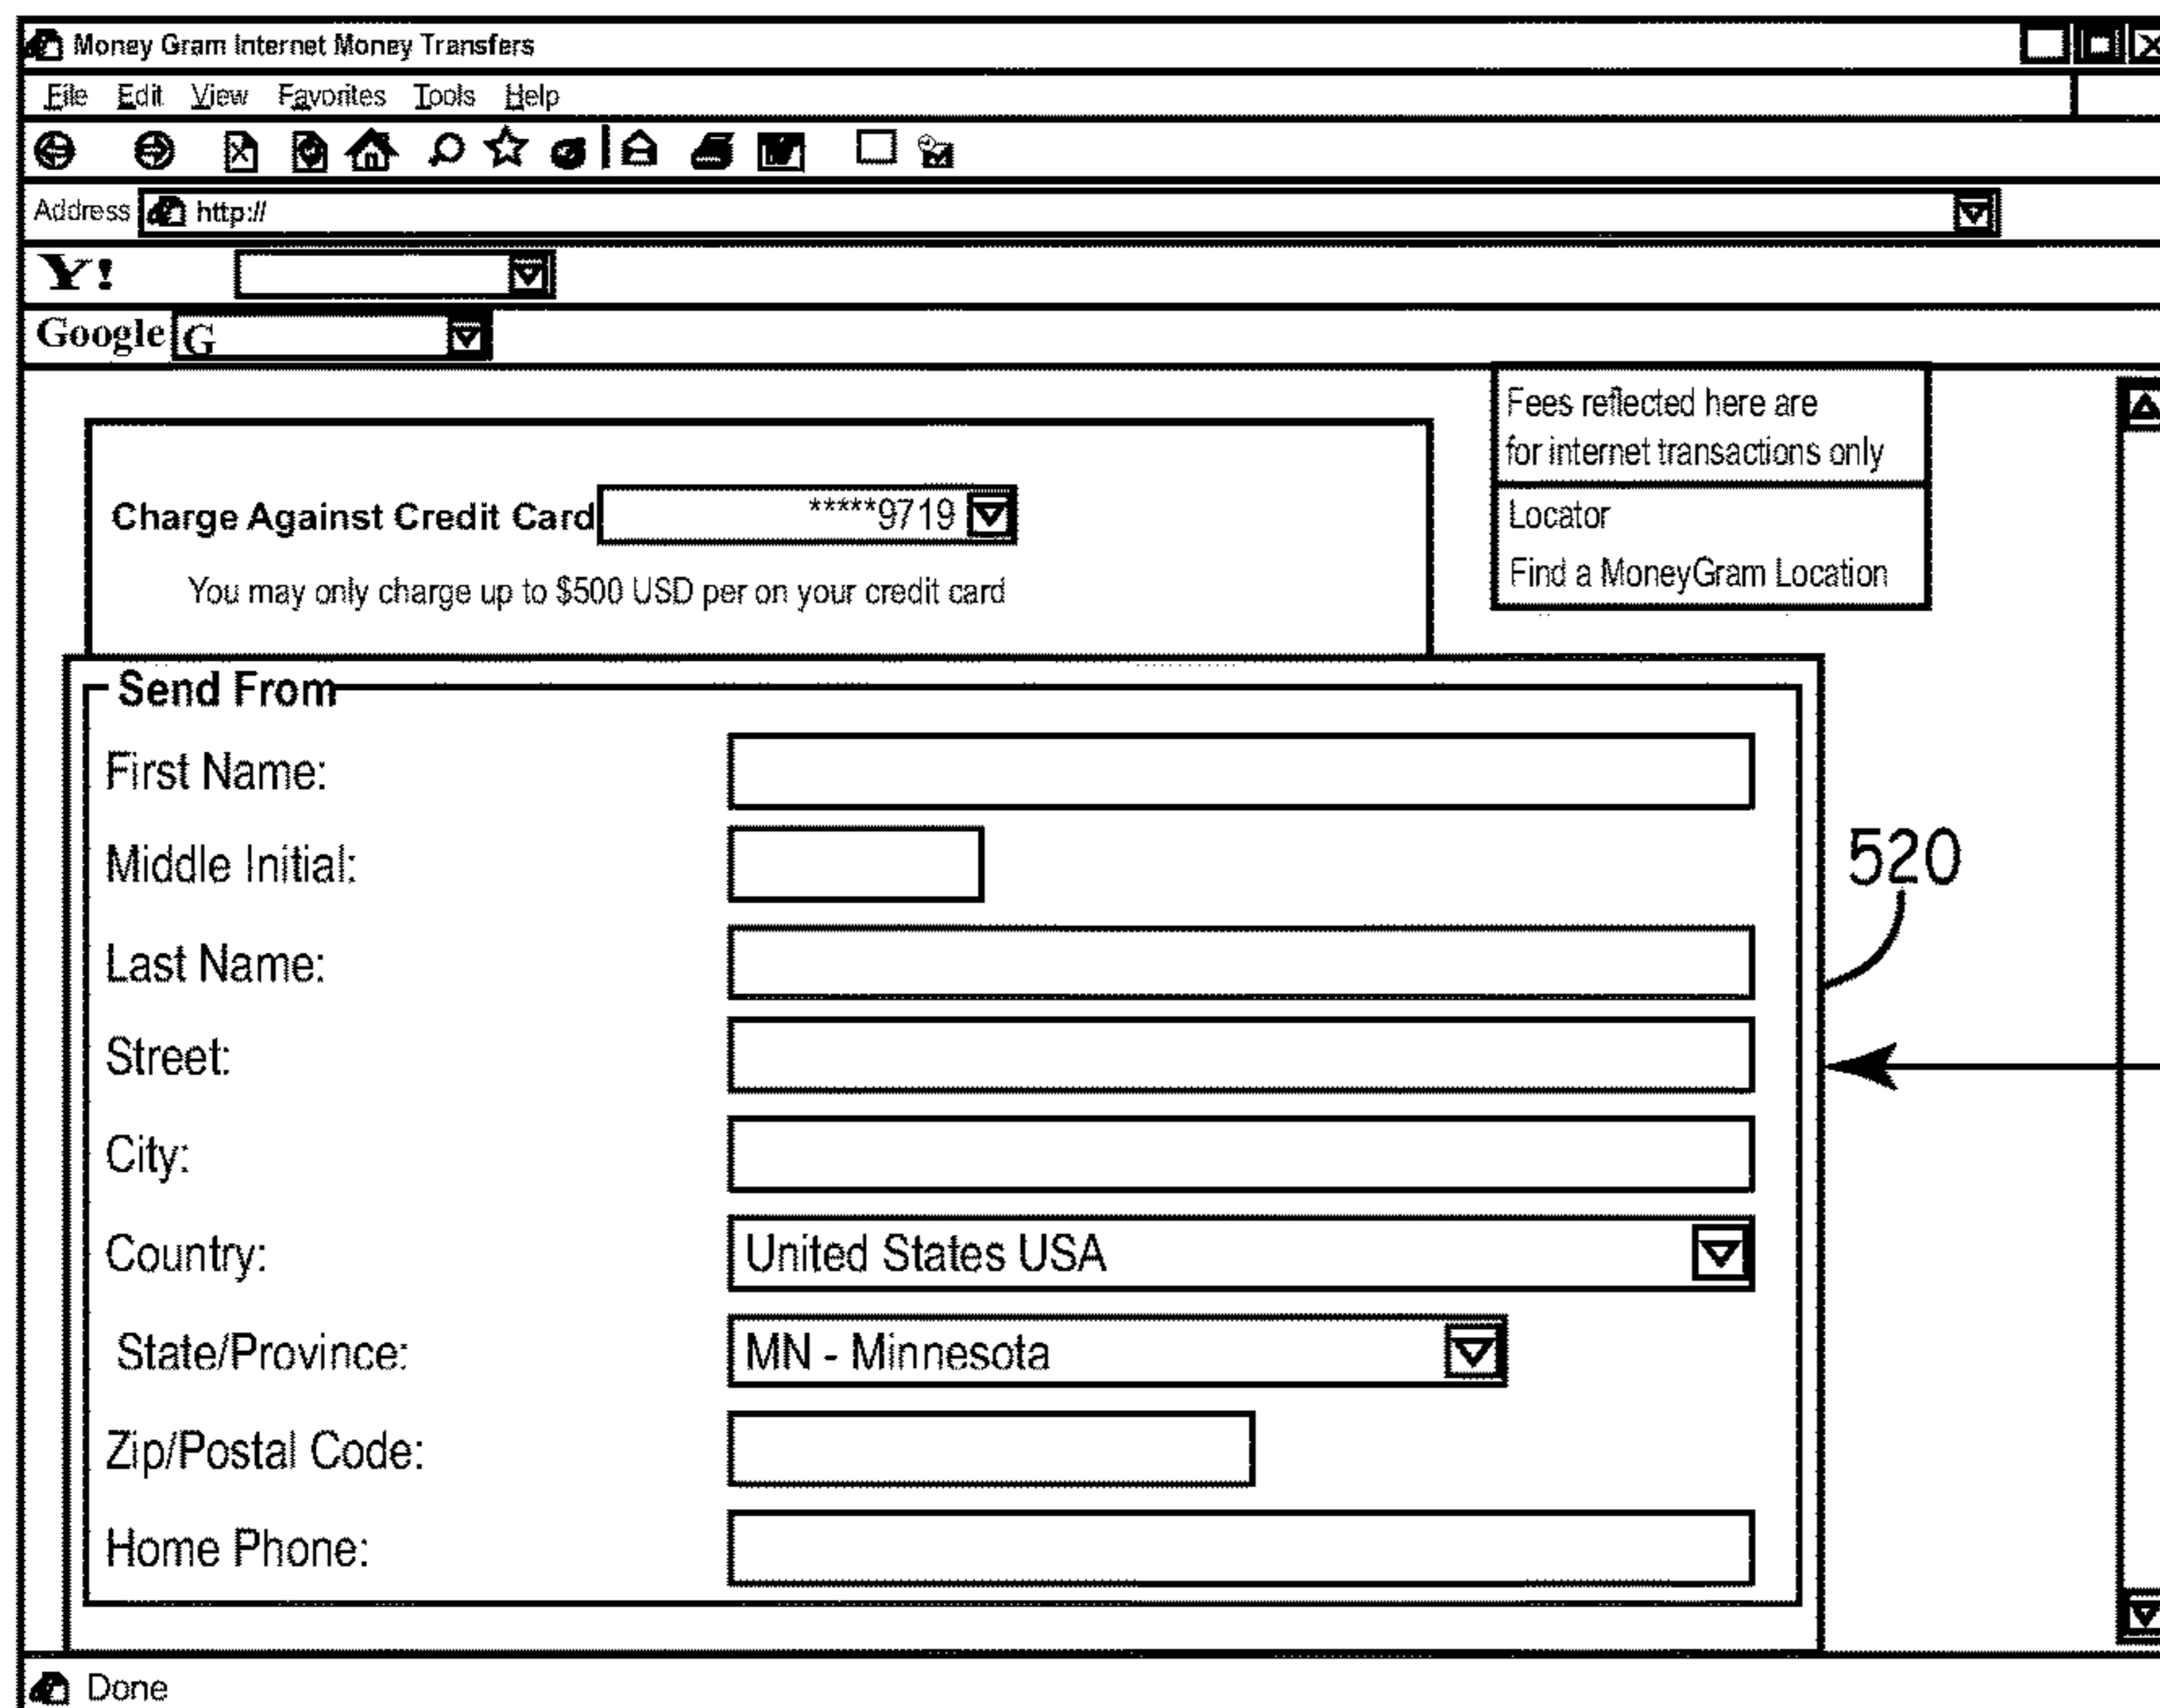 Money Gram Internet Money Transfers
File Edit View Favorites Tools Help
Address http://
Y!
Google G
Fees reflected here are
for internet transactions only
Locator
Find a MoneyGram Location
Charge Against Credit Card *****9719
You may only charge up to $500 USD per on your credit card
Send From
First Name:
Middle Initial:
520
Last Name:
Street:
City:
Country: United States USA
State/Province: MN - Minnesota
Zip/Postal Code:
Home Phone:
Done